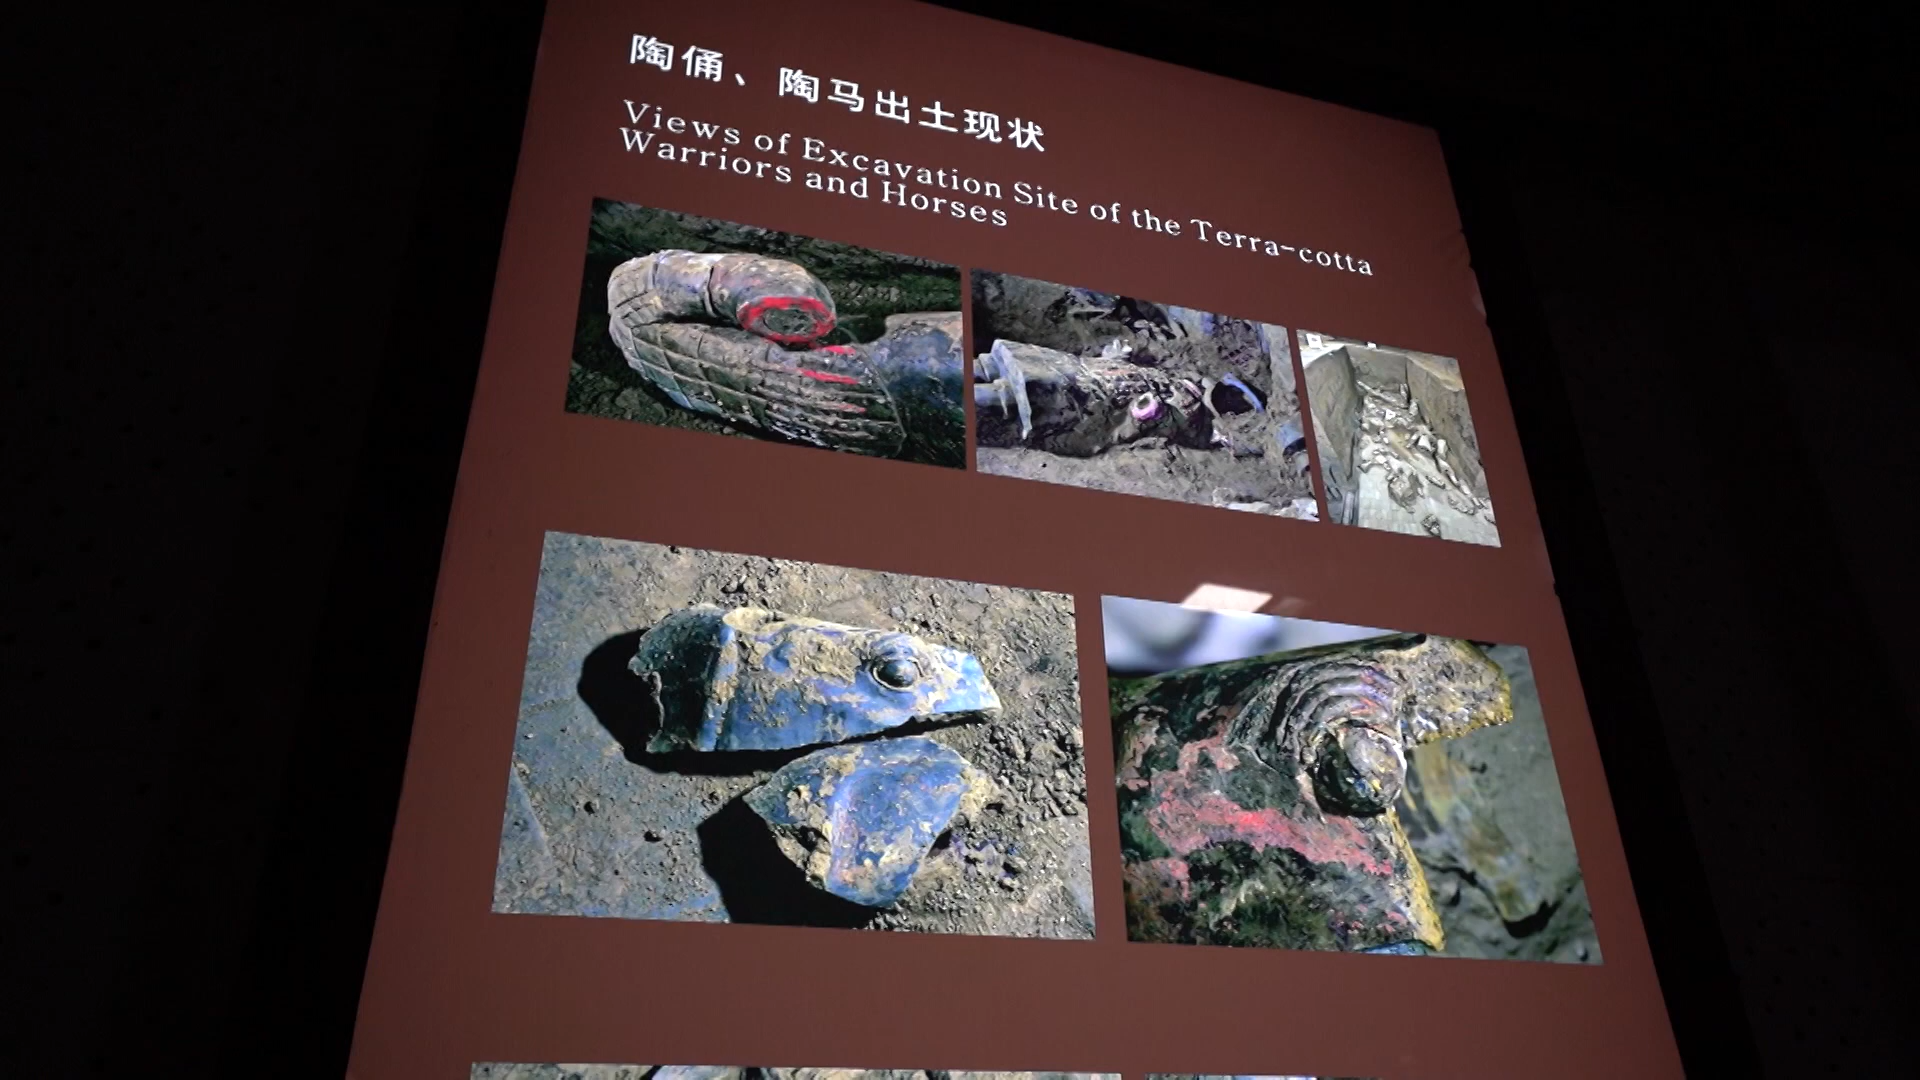 陶俑、陶马出土现状
Views of Excavation Site of the Terra-cotta
Warriors and Horses